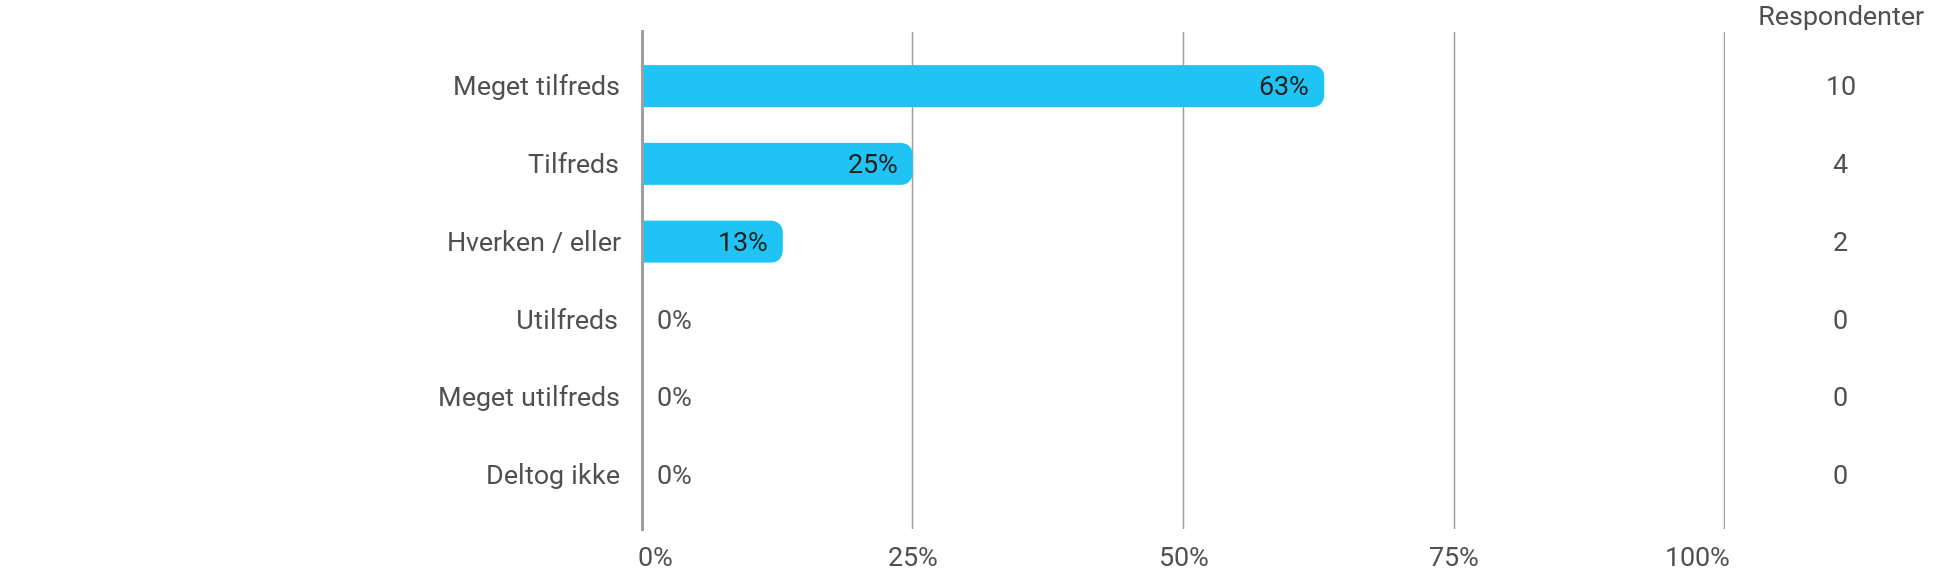 Respondenter
Meget tilfreds 63% 10
Tilfreds 25% 4
Hverken / eller 13% 2
Utilfreds 0% 0
Meget utilfreds 0% 0
Deltog ikke 0% 0
0% 25% 50% 75% 100%